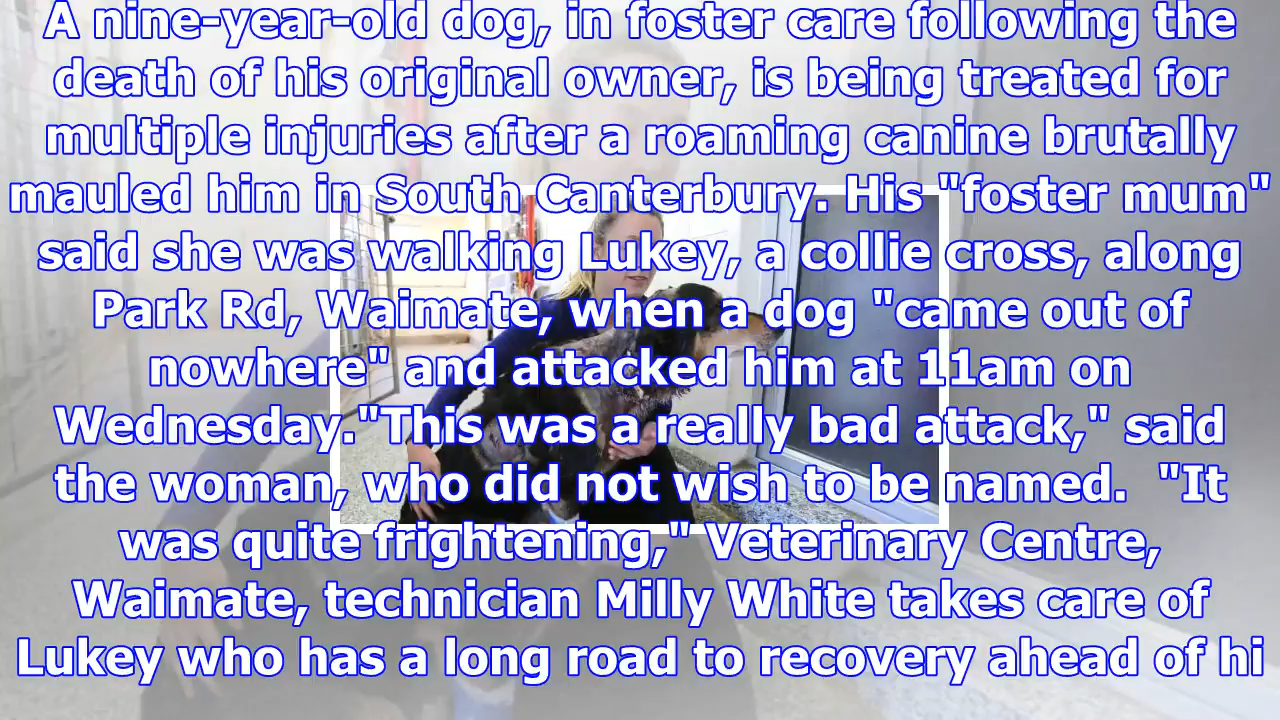 A nine-year-old dog, in foster care following the
death of his original owner, is being treated for
multiple injuries after a roaming canine brutally
mauled him in South Canterbury. His "foster mum"
said she was walking Lukey, a collie cross, along
Park Rd, Waimate, when a dog "came out of
nowhere" and attacked him at 11am on
Wednesday."This was a really bad attack," said
the woman, who did not wish to be named.  "It
was quite frightening," Veterinary Centre,
Waimate, technician Milly White takes care of
Lukey who has a long road to recovery ahead of hi